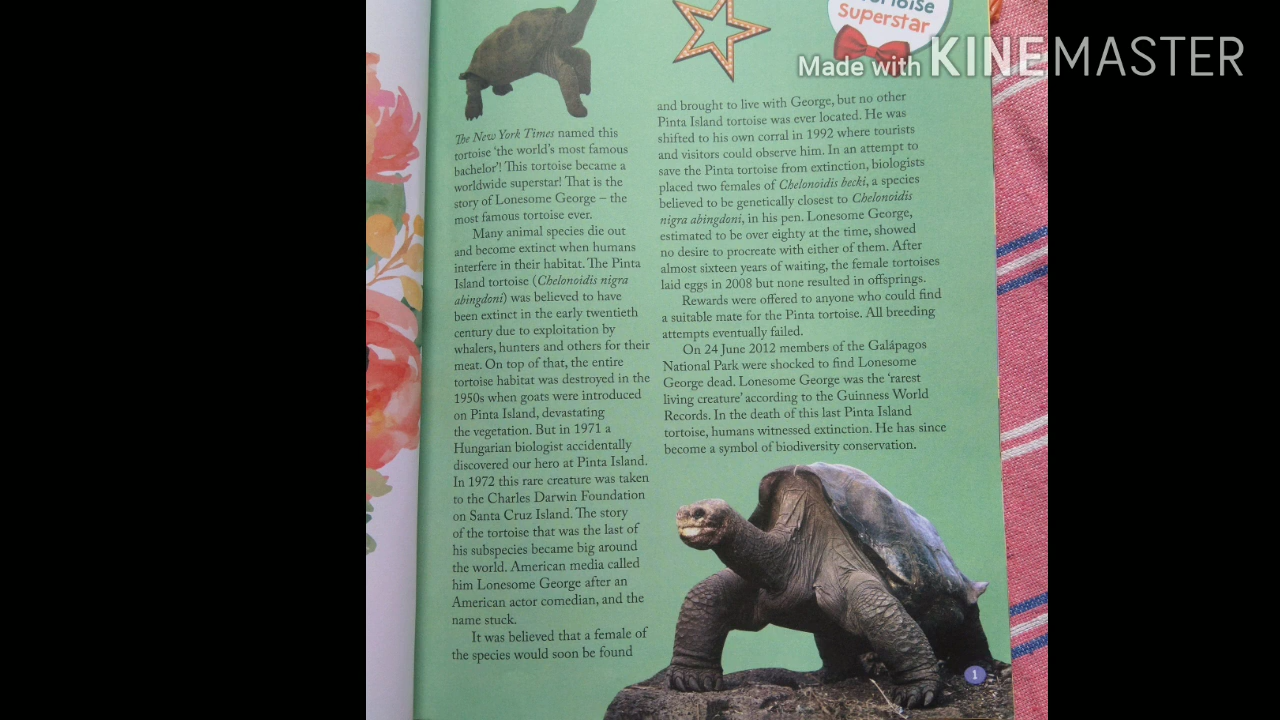 Superstar
Made with KINEMASTER
The New York Times named this
tortoise ‘the world’s most famous
bachelor’! This tortoise became a
worldwide superstar! That is the
story of Lonesome George – the
most famous tortoise ever.
Many animal species die out
and become extinct when humans
interfere in their habitat. The Pinta
Island tortoise (Chelonoidis nigra
abingdoni) was believed to have
been extinct in the early twentieth
century due to exploitation by
whalers, hunters and others for their
meat. On top of that, the entire
tortoise habitat was destroyed in the
1950s when goats were introduced
on Pinta Island, devastating
the vegetation. But in 1971 a
Hungarian biologist accidentally
discovered our hero at Pinta Island.
In 1972 this rare creature was taken
to the Charles Darwin Foundation
on Santa Cruz Island. The story
of the tortoise that was the last of
his subspecies became big around
the world. American media called
him Lonesome George after an
American actor comedian, and the
name stuck.
It was believed that a female of
the species would soon be found
and brought to live with George, but no other
Pinta Island tortoise was ever located. He was
shifted to his own corral in 1992 where tourists
and visitors could observe him. In an attempt to
save the Pinta tortoise from extinction, biologists
placed two females of Chelonoidis becki, a species
believed to be genetically closest to Chelonoidis
nigra abingdoni, in his pen. Lonesome George,
estimated to be over eighty at the time, showed
no desire to procreate with either of them. After
almost sixteen years of waiting, the female tortoises
laid eggs in 2008 but none resulted in offsprings.
Rewards were offered to anyone who could find
a suitable mate for the Pinta tortoise. All breeding
attempts eventually failed.
On 24 June 2012 members of the Galápagos
National Park were shocked to find Lonesome
George dead. Lonesome George was the ‘rarest
living creature’ according to the Guinness World
Records. In the death of this last Pinta Island
tortoise, humans witnessed extinction. He has since
become a symbol of biodiversity conservation.
1